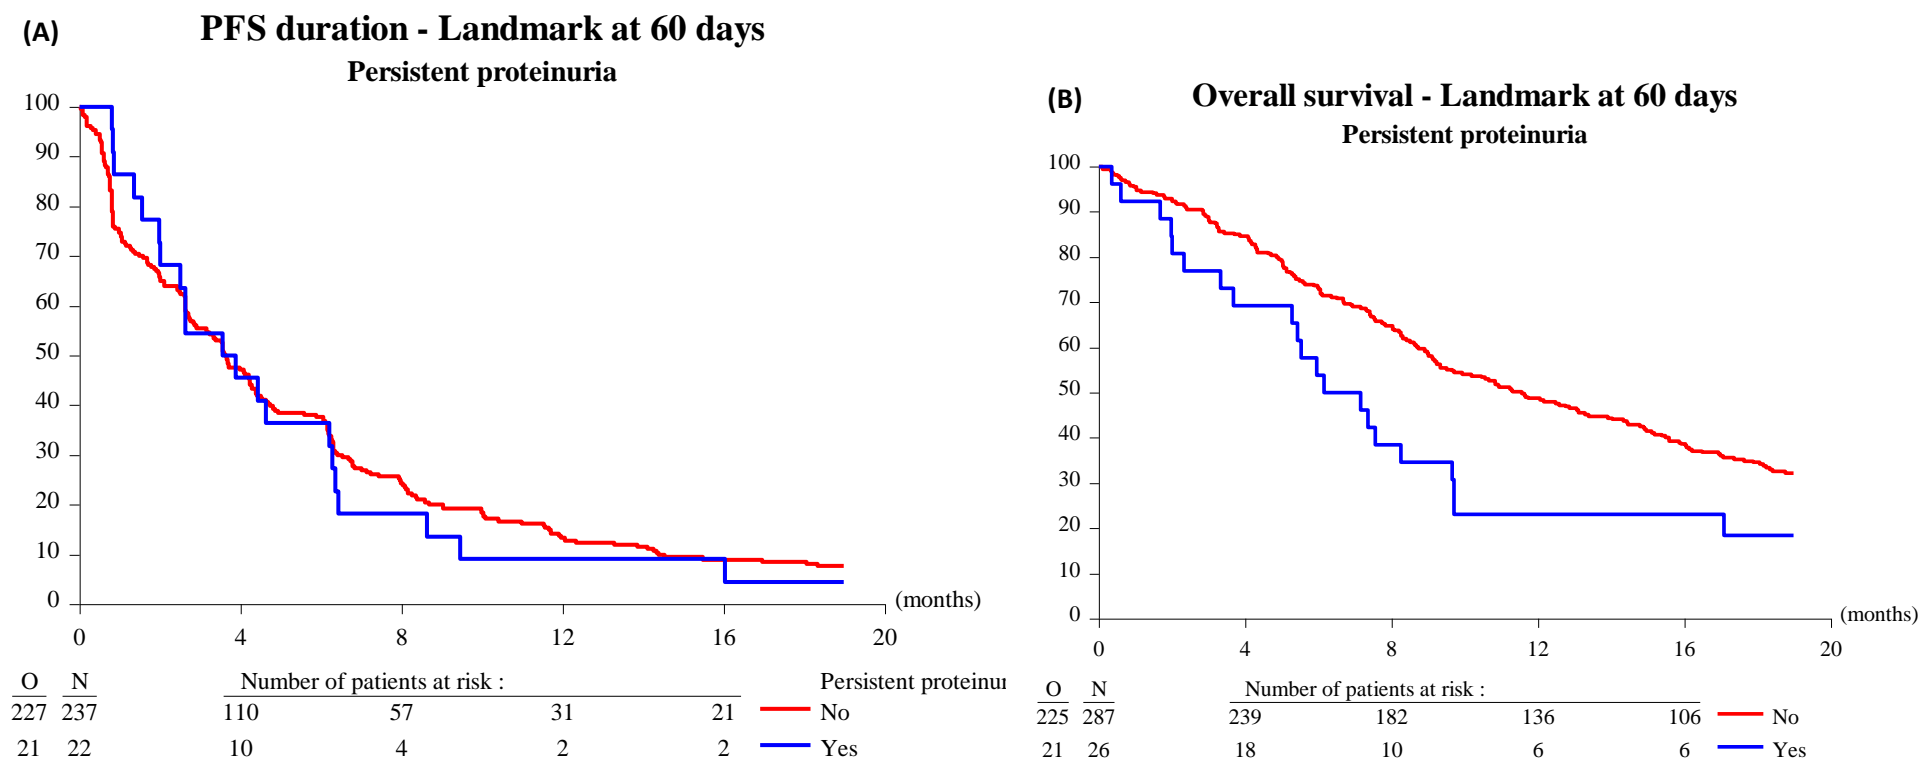 (A)
PFS duration - Landmark at 60 days
Persistent proteinuria
100
90
80
70
60
50
40
30
20
10
0
(months)
0 4 8 12 16 20
O N Number of patients at risk : Persistent proteinur
227 237 110 57 31 21 No
21 22 10 4 2 2 Yes
(B)
Overall survival - Landmark at 60 days
Persistent proteinuria
100
90
80
70
60
50
40
30
20
10
0
(months)
0 4 8 12 16 20
O N Number of patients at risk :
225 287 239 182 136 106 No
21 26 18 10 6 6 Yes